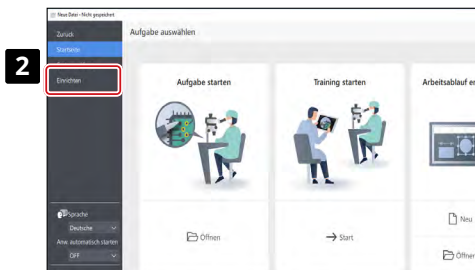 Neue Datei - Nicht gespeichert
Zurück
Aufgabe auswählen
Startseite
2
Einrichten
Aufgabe starten
Training starten
Arbeitsablauf er
Sprache
Deutsche
Anw. automatisch starten
OFF
Öffnen
Start
Neu
Öffnen